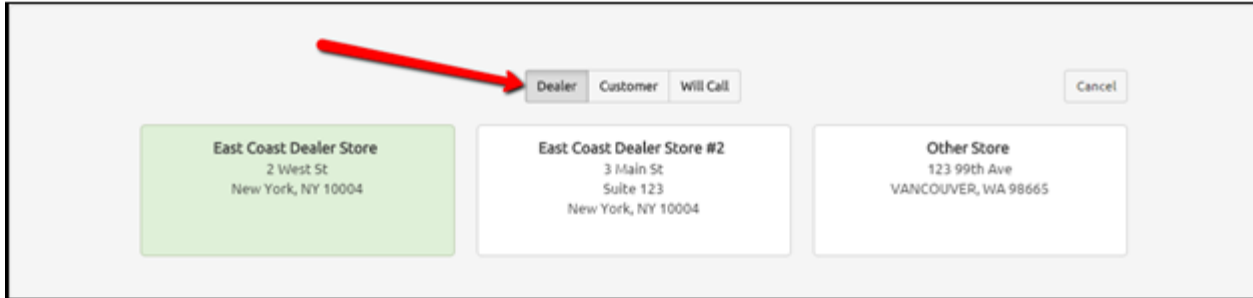 Dealer Customer Will Call Cancel
East Coast Dealer Store
2 West St
New York, NY 10004
East Coast Dealer Store #2
3 Main St
Suite 123
New York, NY 10004
Other Store
123 99th Ave
VANCOUVER, WA 98665